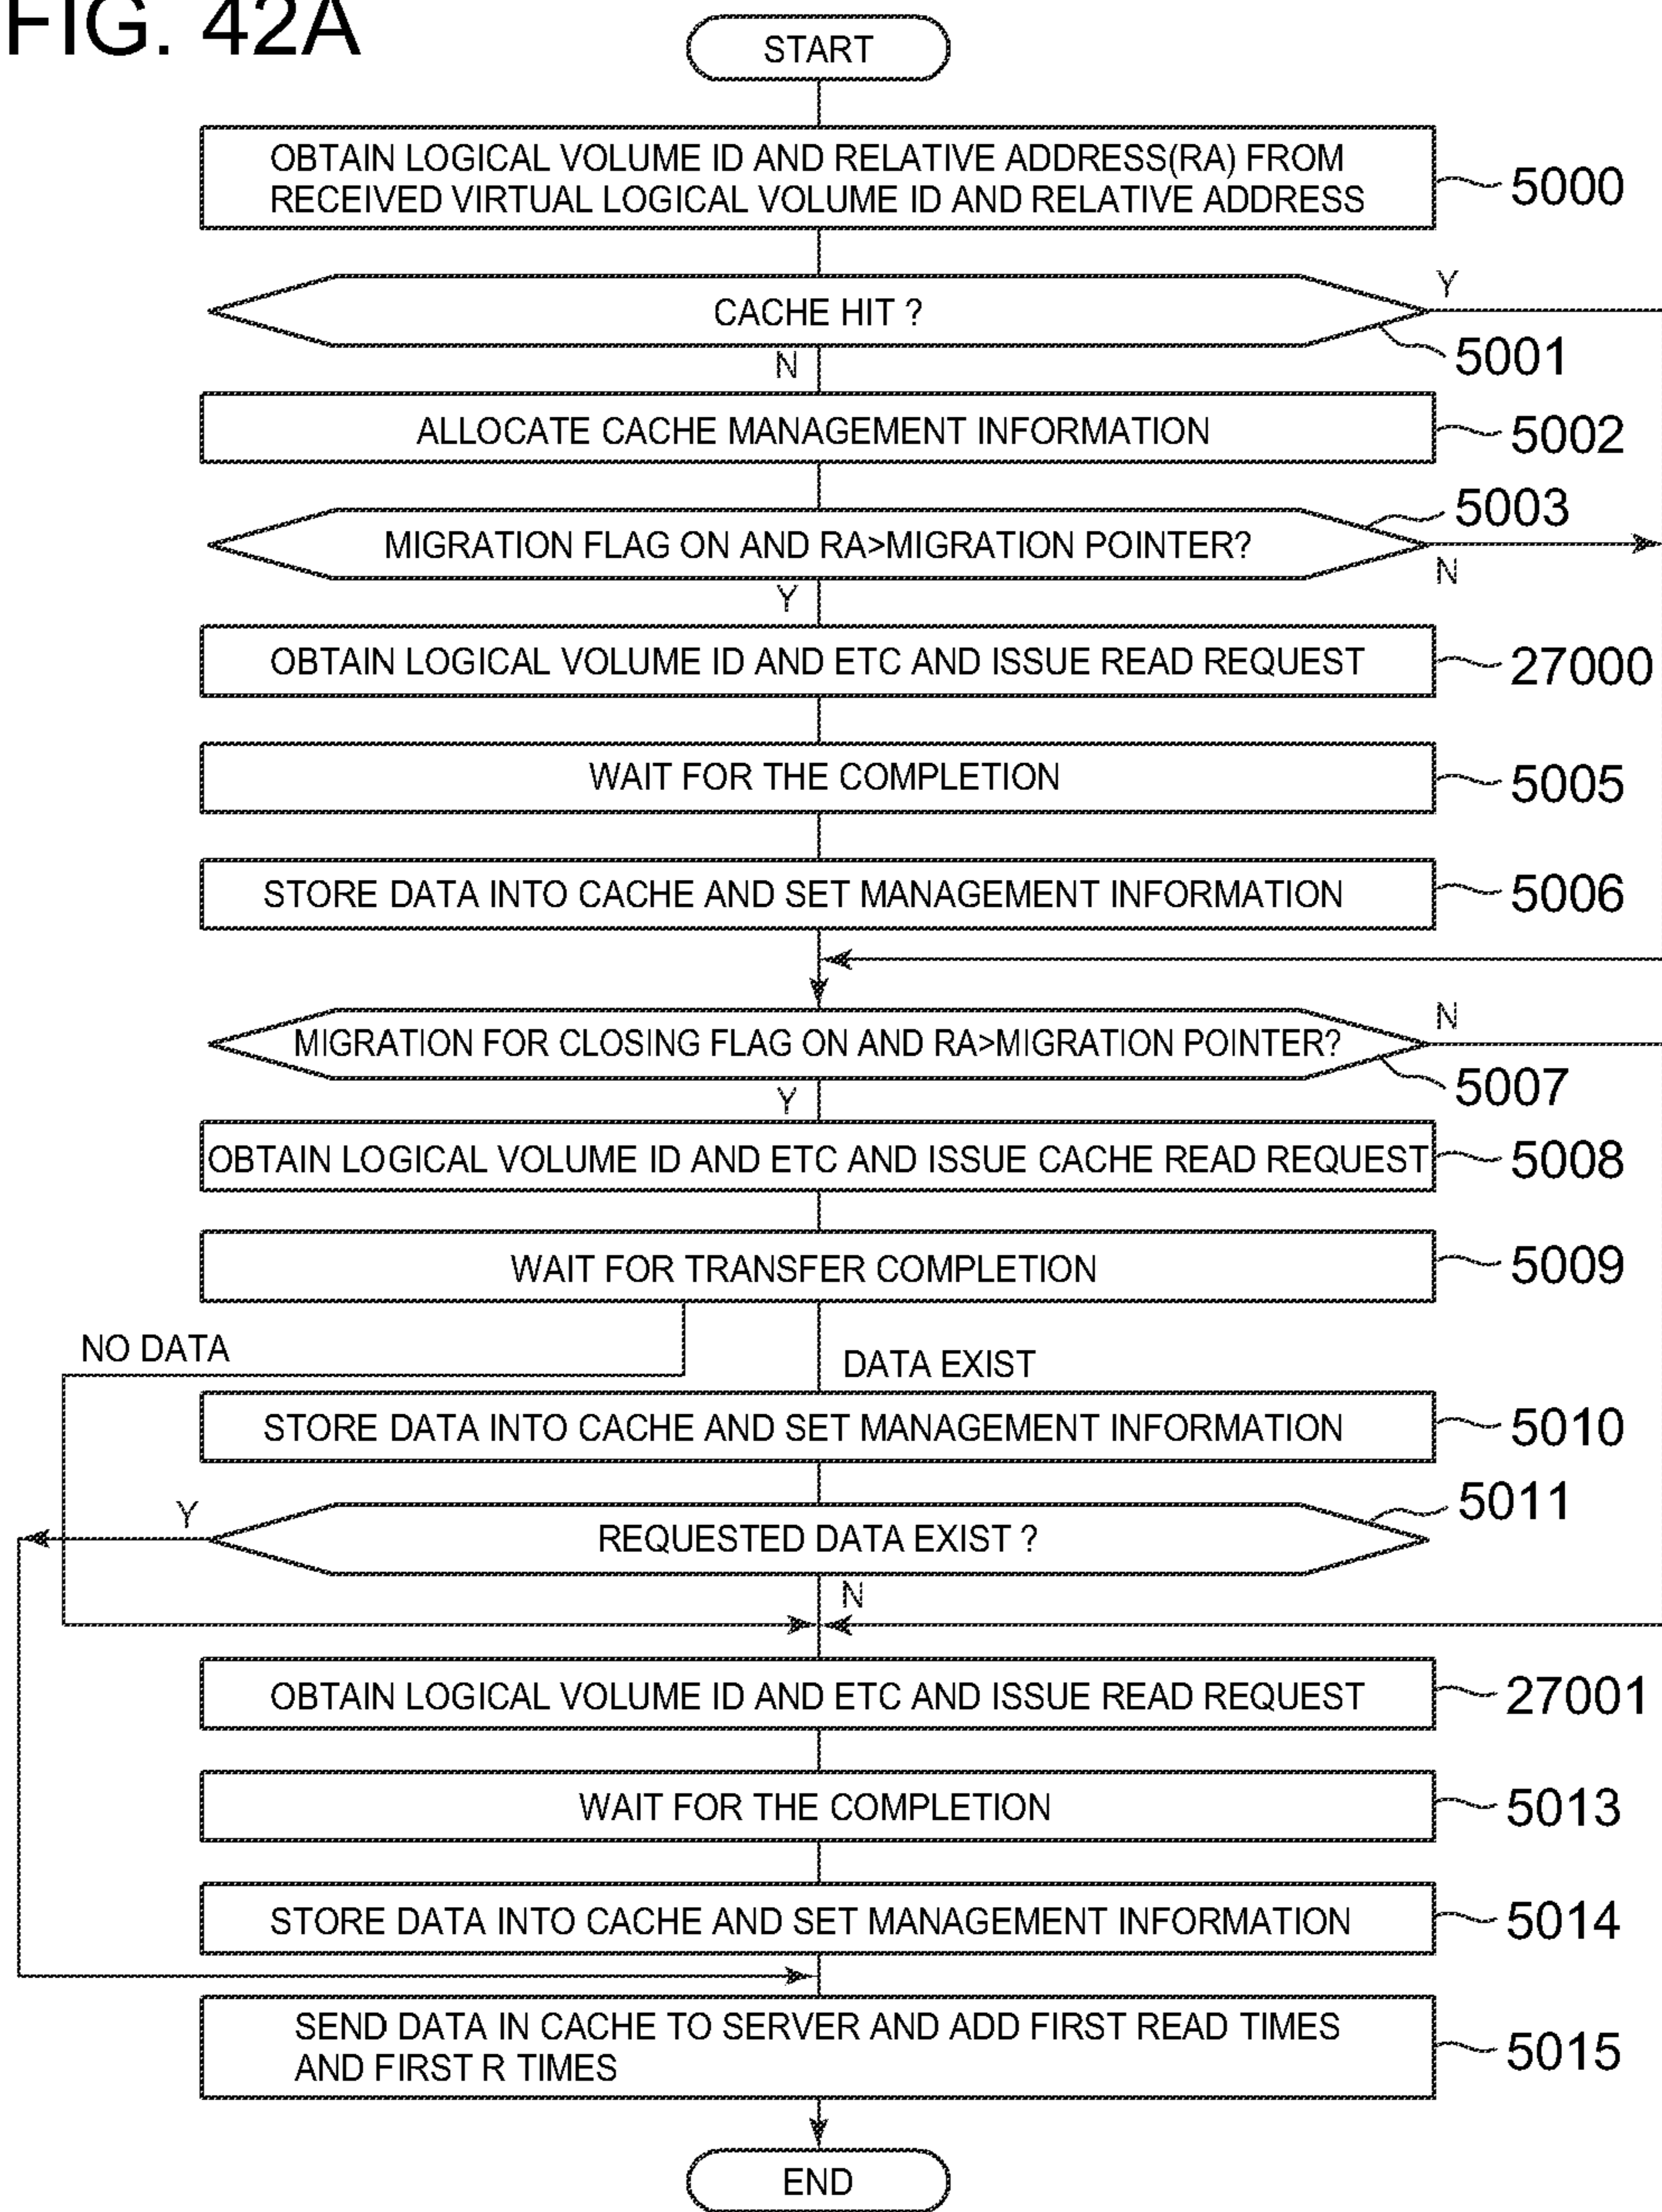 FIG. 42A
START
OBTAIN LOGICAL VOLUME ID AND RELATIVE ADDRESS(RA) FROM
RECEIVED VIRTUAL LOGICAL VOLUME ID AND RELATIVE ADDRESS
5000
CACHE HIT ?
Y
5001
N
ALLOCATE CACHE MANAGEMENT INFORMATION
5002
5003
MIGRATION FLAG ON AND RA>MIGRATION POINTER?
N
Y
OBTAIN LOGICAL VOLUME ID AND ETC AND ISSUE READ REQUEST
27000
WAIT FOR THE COMPLETION
5005
STORE DATA INTO CACHE AND SET MANAGEMENT INFORMATION
5006
N
MIGRATION FOR CLOSING FLAG ON AND RA>MIGRATION POINTER?
5007
Y
OBTAIN LOGICAL VOLUME ID AND ETC AND ISSUE CACHE READ REQUEST
5008
WAIT FOR TRANSFER COMPLETION
5009
NO DATA
DATA EXIST
STORE DATA INTO CACHE AND SET MANAGEMENT INFORMATION
5010
5011
Y
REQUESTED DATA EXIST ?
N
OBTAIN LOGICAL VOLUME ID AND ETC AND ISSUE READ REQUEST
27001
WAIT FOR THE COMPLETION
5013
STORE DATA INTO CACHE AND SET MANAGEMENT INFORMATION
5014
SEND DATA IN CACHE TO SERVER AND ADD FIRST READ TIMES
AND FIRST R TIMES
5015
END